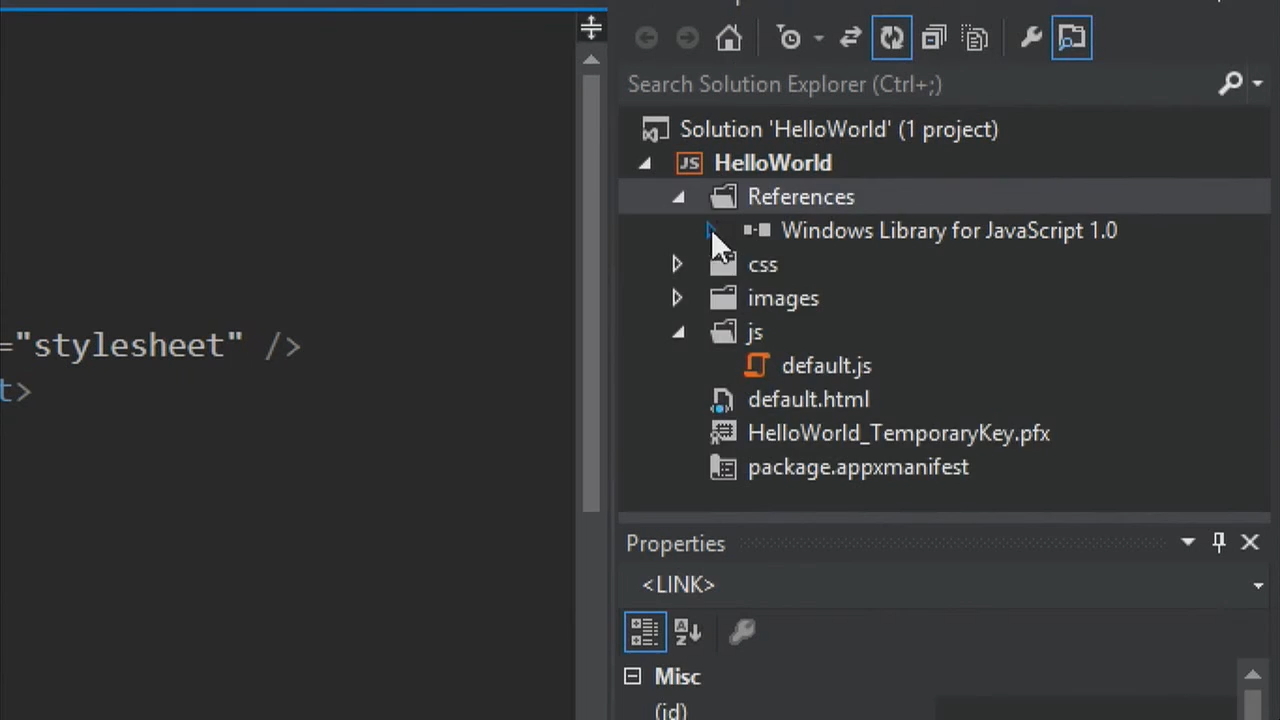 Search Solution Explorer (Ctrl+;)
Solution 'HelloWorld' (1 project)
JS HelloWorld
References
Windows Library for JavaScript 1.0
css
images
="stylesheet" />
js
default.js
t>
default.html
HelloWorld_TemporaryKey.pfx
package.appxmanifest
Properties
<LINK>
Misc
(id)